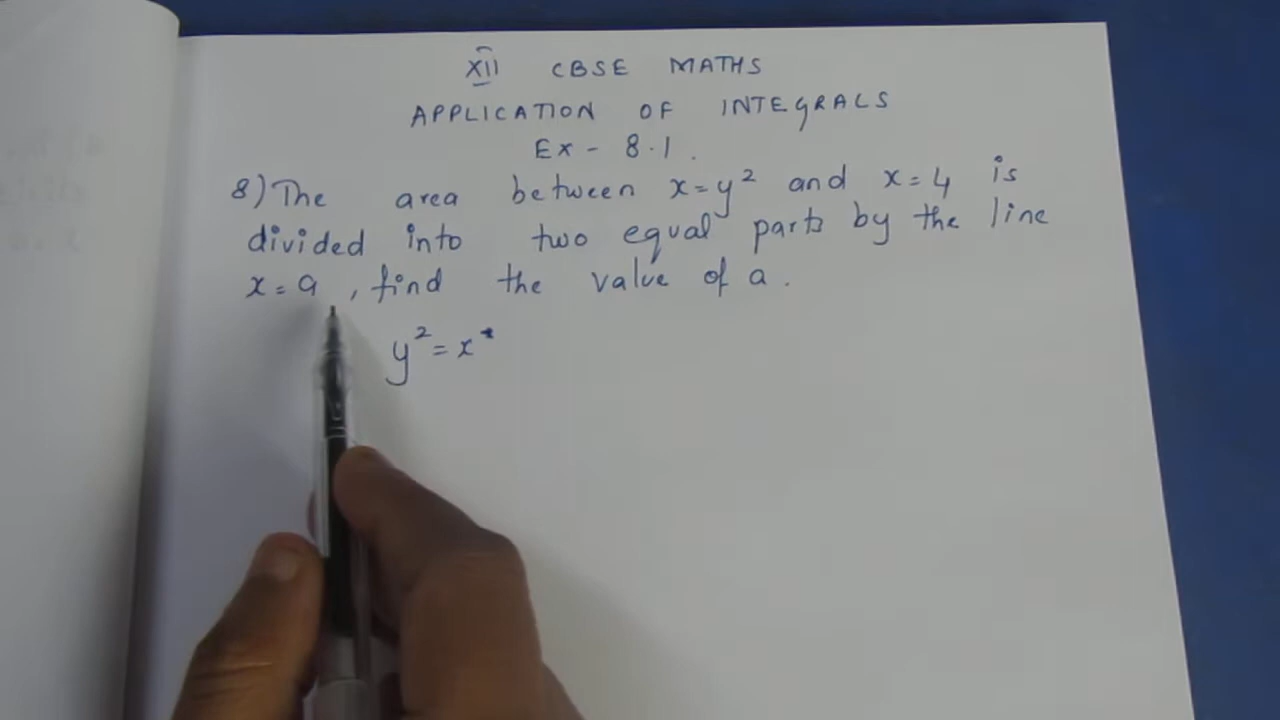 XII CBSE MATHS
APPLICATION OF INTEGRALS
Ex - 8.1.
8) The area between x=y² and x=4 is
divided into two equal parts by the line
x=a, find the value of a.
y²=x